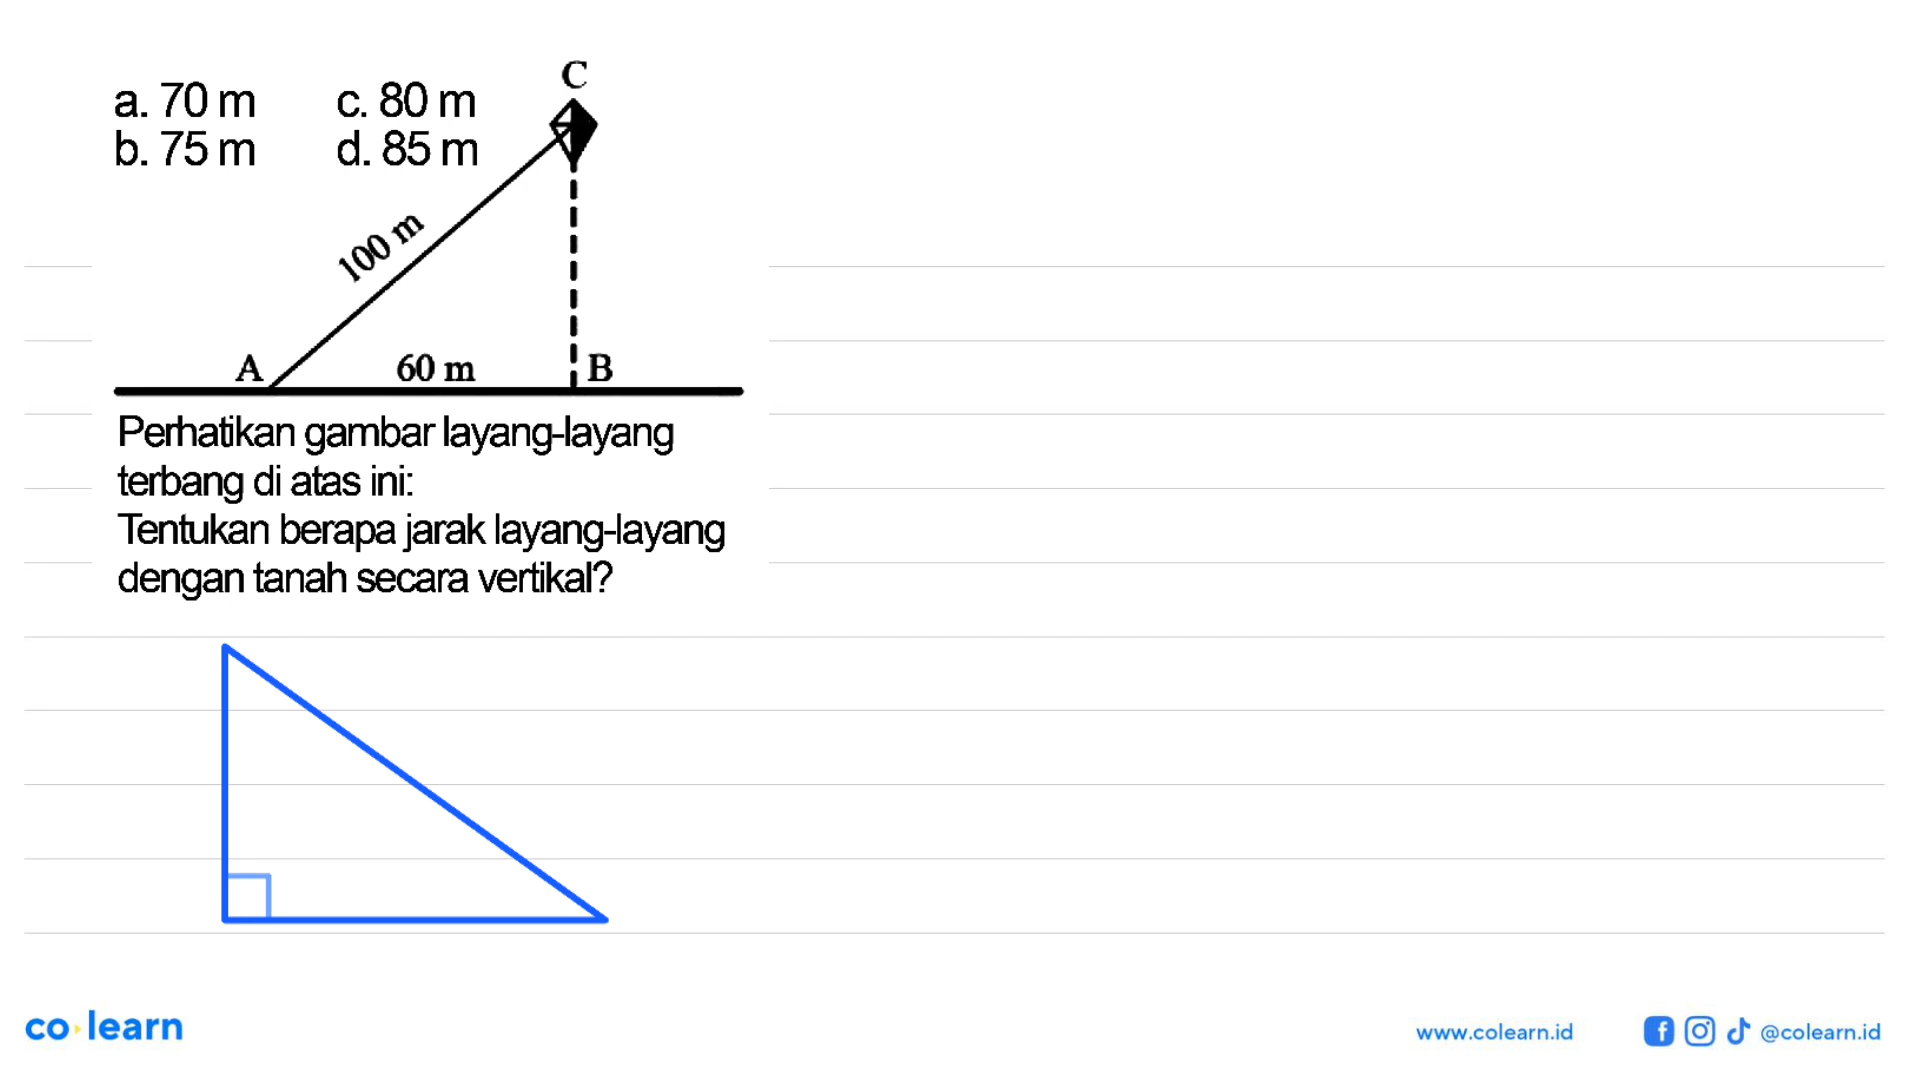 a. 70 m c. 80 m
b. 75 m d. 85 m
C
100 m
A 60 m B
Perhatikan gambar layang-layang
terbang di atas ini:
Tentukan berapa jarak layang-layang
dengan tanah secara vertikal?
co learn
www.colearn.id @colearn.id